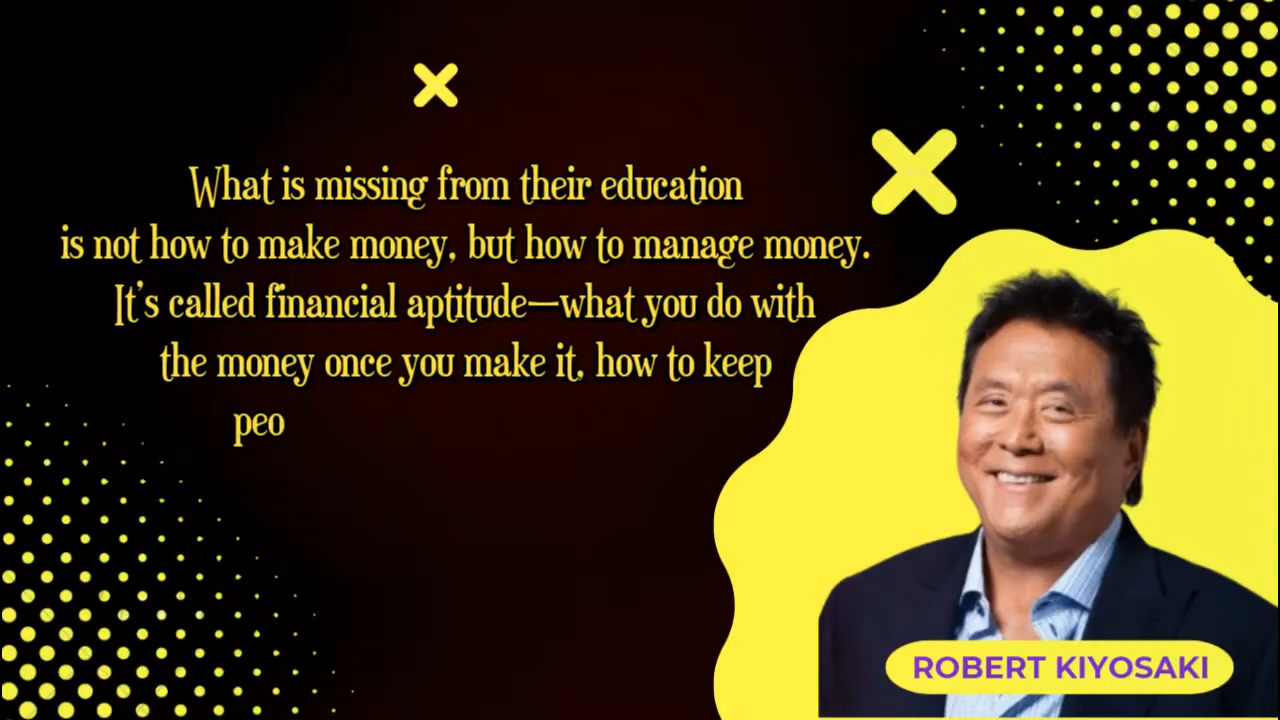 What is missing from their education
is not how to make money, but how to manage money.
It's called financial aptitude—what you do with
the money once you make it, how to keep
peo
ROBERT KIYOSAKI